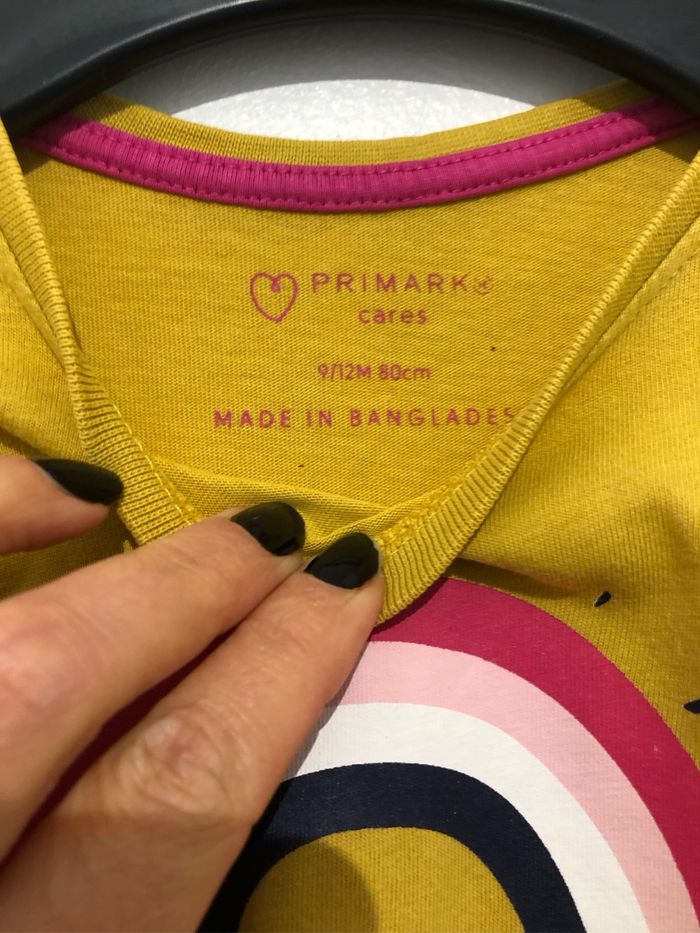 PRIMARK®
cares
9/12M 80cm
MADE IN BANGLADES